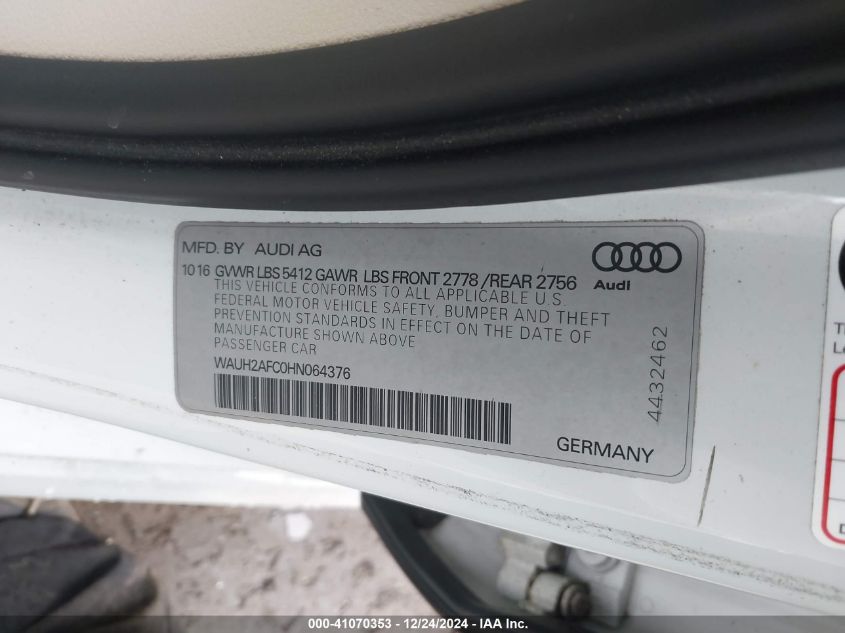 MFD. BY AUDI AG
10 16 GVWR LBS 5412 GAWR LBS FRONT 2778 /REAR 2756
Audi
THIS VEHICLE CONFORMS TO ALL APPLICABLE U.S.
FEDERAL MOTOR VEHICLE SAFETY, BUMPER AND THEFT
PREVENTION STANDARDS IN EFFECT ON THE DATE OF
MANUFACTURE SHOWN ABOVE
PASSENGER CAR
WAUH2AFC0HN064376
4432462
GERMANY
000-41070353 - 12/24/2024 - IAA Inc.